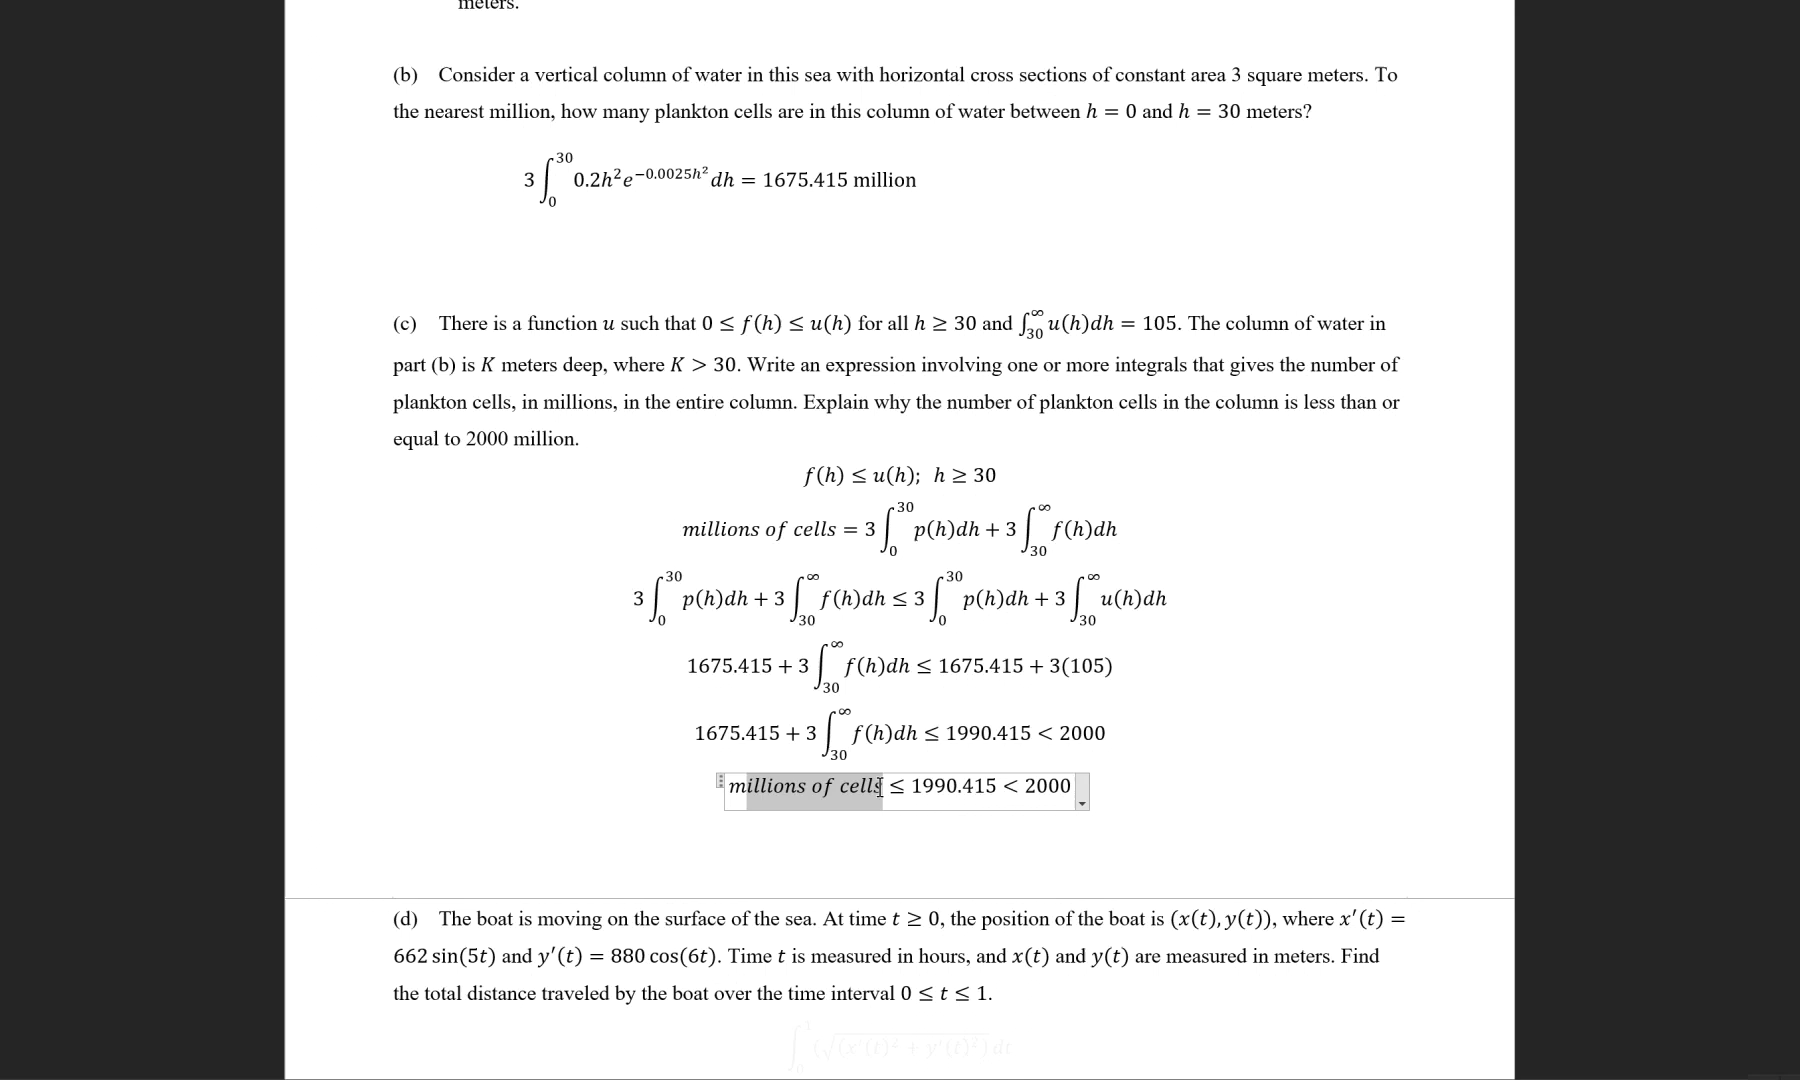 meters.
(b) Consider a vertical column of water in this sea with horizontal cross sections of constant area 3 square meters. To
the nearest million, how many plankton cells are in this column of water between h = 0 and h = 30 meters?
3∫₀³⁰ 0.2h²e^(−0.0025h²) dh = 1675.415 million
(c) There is a function u such that 0 ≤ f(h) ≤ u(h) for all h ≥ 30 and ∫₃₀^∞ u(h)dh = 105. The column of water in
part (b) is K meters deep, where K > 30. Write an expression involving one or more integrals that gives the number of
plankton cells, in millions, in the entire column. Explain why the number of plankton cells in the column is less than or
equal to 2000 million.
f(h) ≤ u(h); h ≥ 30
millions of cells = 3∫₀³⁰ p(h)dh + 3∫₃₀^∞ f(h)dh
3∫₀³⁰ p(h)dh + 3∫₃₀^∞ f(h)dh ≤ 3∫₀³⁰ p(h)dh + 3∫₃₀^∞ u(h)dh
1675.415 + 3∫₃₀^∞ f(h)dh ≤ 1675.415 + 3(105)
1675.415 + 3∫₃₀^∞ f(h)dh ≤ 1990.415 < 2000
millions of cells ≤ 1990.415 < 2000
(d) The boat is moving on the surface of the sea. At time t ≥ 0, the position of the boat is (x(t), y(t)), where x′(t) =
662 sin(5t) and y′(t) = 880 cos(6t). Time t is measured in hours, and x(t) and y(t) are measured in meters. Find
the total distance traveled by the boat over the time interval 0 ≤ t ≤ 1.
∫₀¹ (√(x′(t)² + y′(t)²) dt